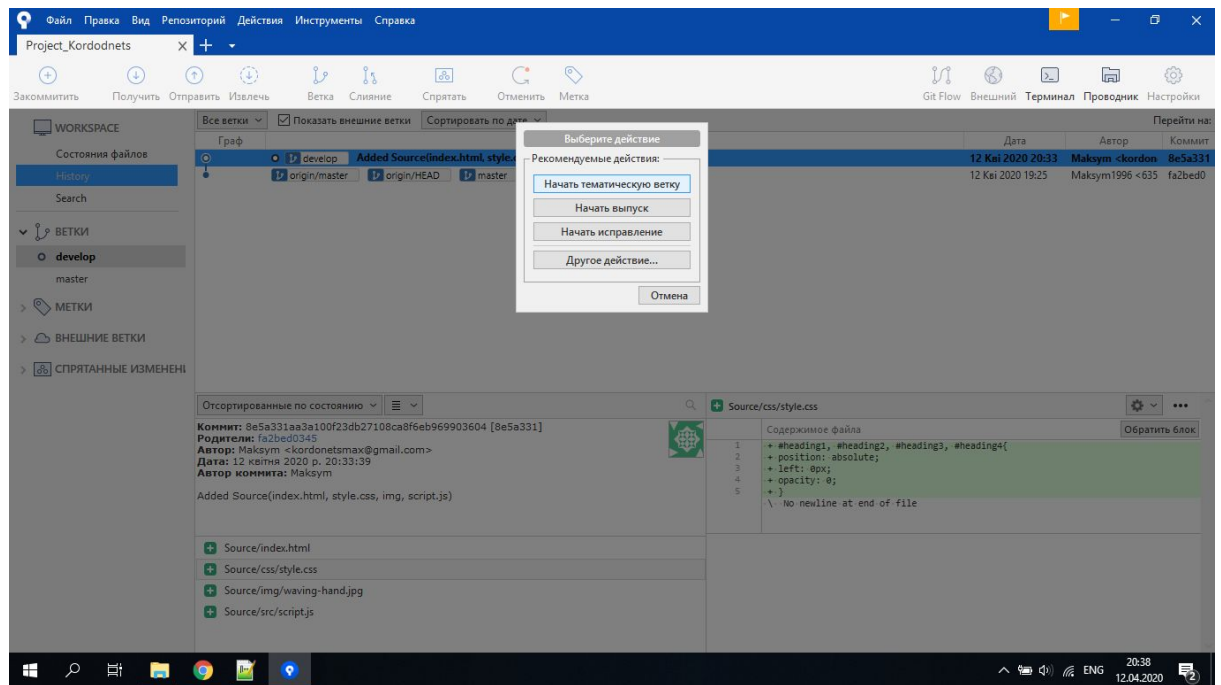 Файл Правка Вид Репозиторий Действия Инструменты Справка
Project_Kordodnets
Закоммитить Получить Отправить Извлечь Ветка Слияние Спрятать Отменить Метка Git Flow Внешний Терминал Проводник Настройки
WORKSPACE
Состояния файлов
History
Search
ВЕТКИ
develop
master
МЕТКИ
ВНЕШНИЕ ВЕТКИ
СПРЯТАННЫЕ ИЗМЕНЕНИ
Все ветки Показать внешние ветки Сортировать по дате Перейти на:
Граф Дата Автор Коммит
develop Added Source(index.html, style.c 12 Кві 2020 20:33 Maksym <kordon 8e5a331
origin/master origin/HEAD master 12 Кві 2020 19:25 Maksym1996 <635 fa2bed0
Выберите действие
Рекомендуемые действия:
Начать тематическую ветку
Начать выпуск
Начать исправление
Другое действие...
Отмена
Отсортированные по состоянию
Коммит: 8e5a331aa3a100f23db27108ca8f6eb969903604 [8e5a331]
Родители: fa2bed0345
Автор: Maksym <kordonetsmax@gmail.com>
Дата: 12 квітня 2020 р. 20:33:39
Автор коммита: Maksym
Added Source(index.html, style.css, img, script.js)
Source/index.html
Source/css/style.css
Source/img/waving-hand.jpg
Source/src/script.js
Source/css/style.css
Содержимое файла Обратить блок
1 + #heading1, #heading2, #heading3, #heading4{
2 + position: absolute;
3 + left: 0px;
4 + opacity: 0;
5 + }
\ No newline at end of file
ENG 20:38
12.04.2020
2